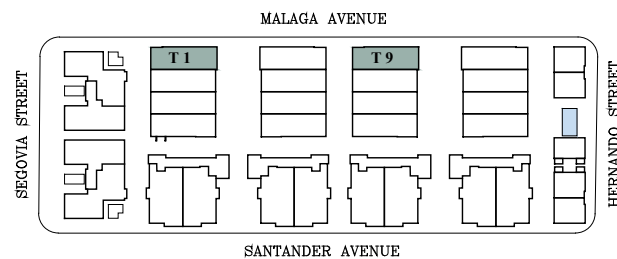 MALAGA AVENUE
T 1
T 9
SEGOVIA STREET
HERNANDO STREET
SANTANDER AVENUE